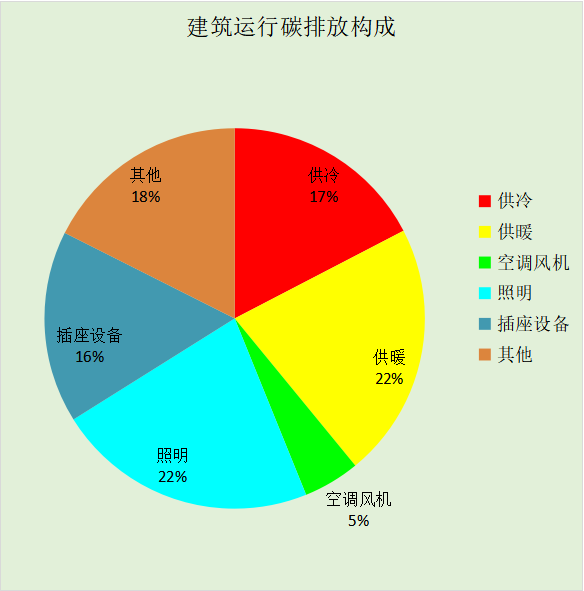 建筑运行碳排放构成
其他
18%
供冷
17%
插座设备
16%
供暖
22%
照明
22%
空调风机
5%
供冷
供暖
空调风机
照明
插座设备
其他